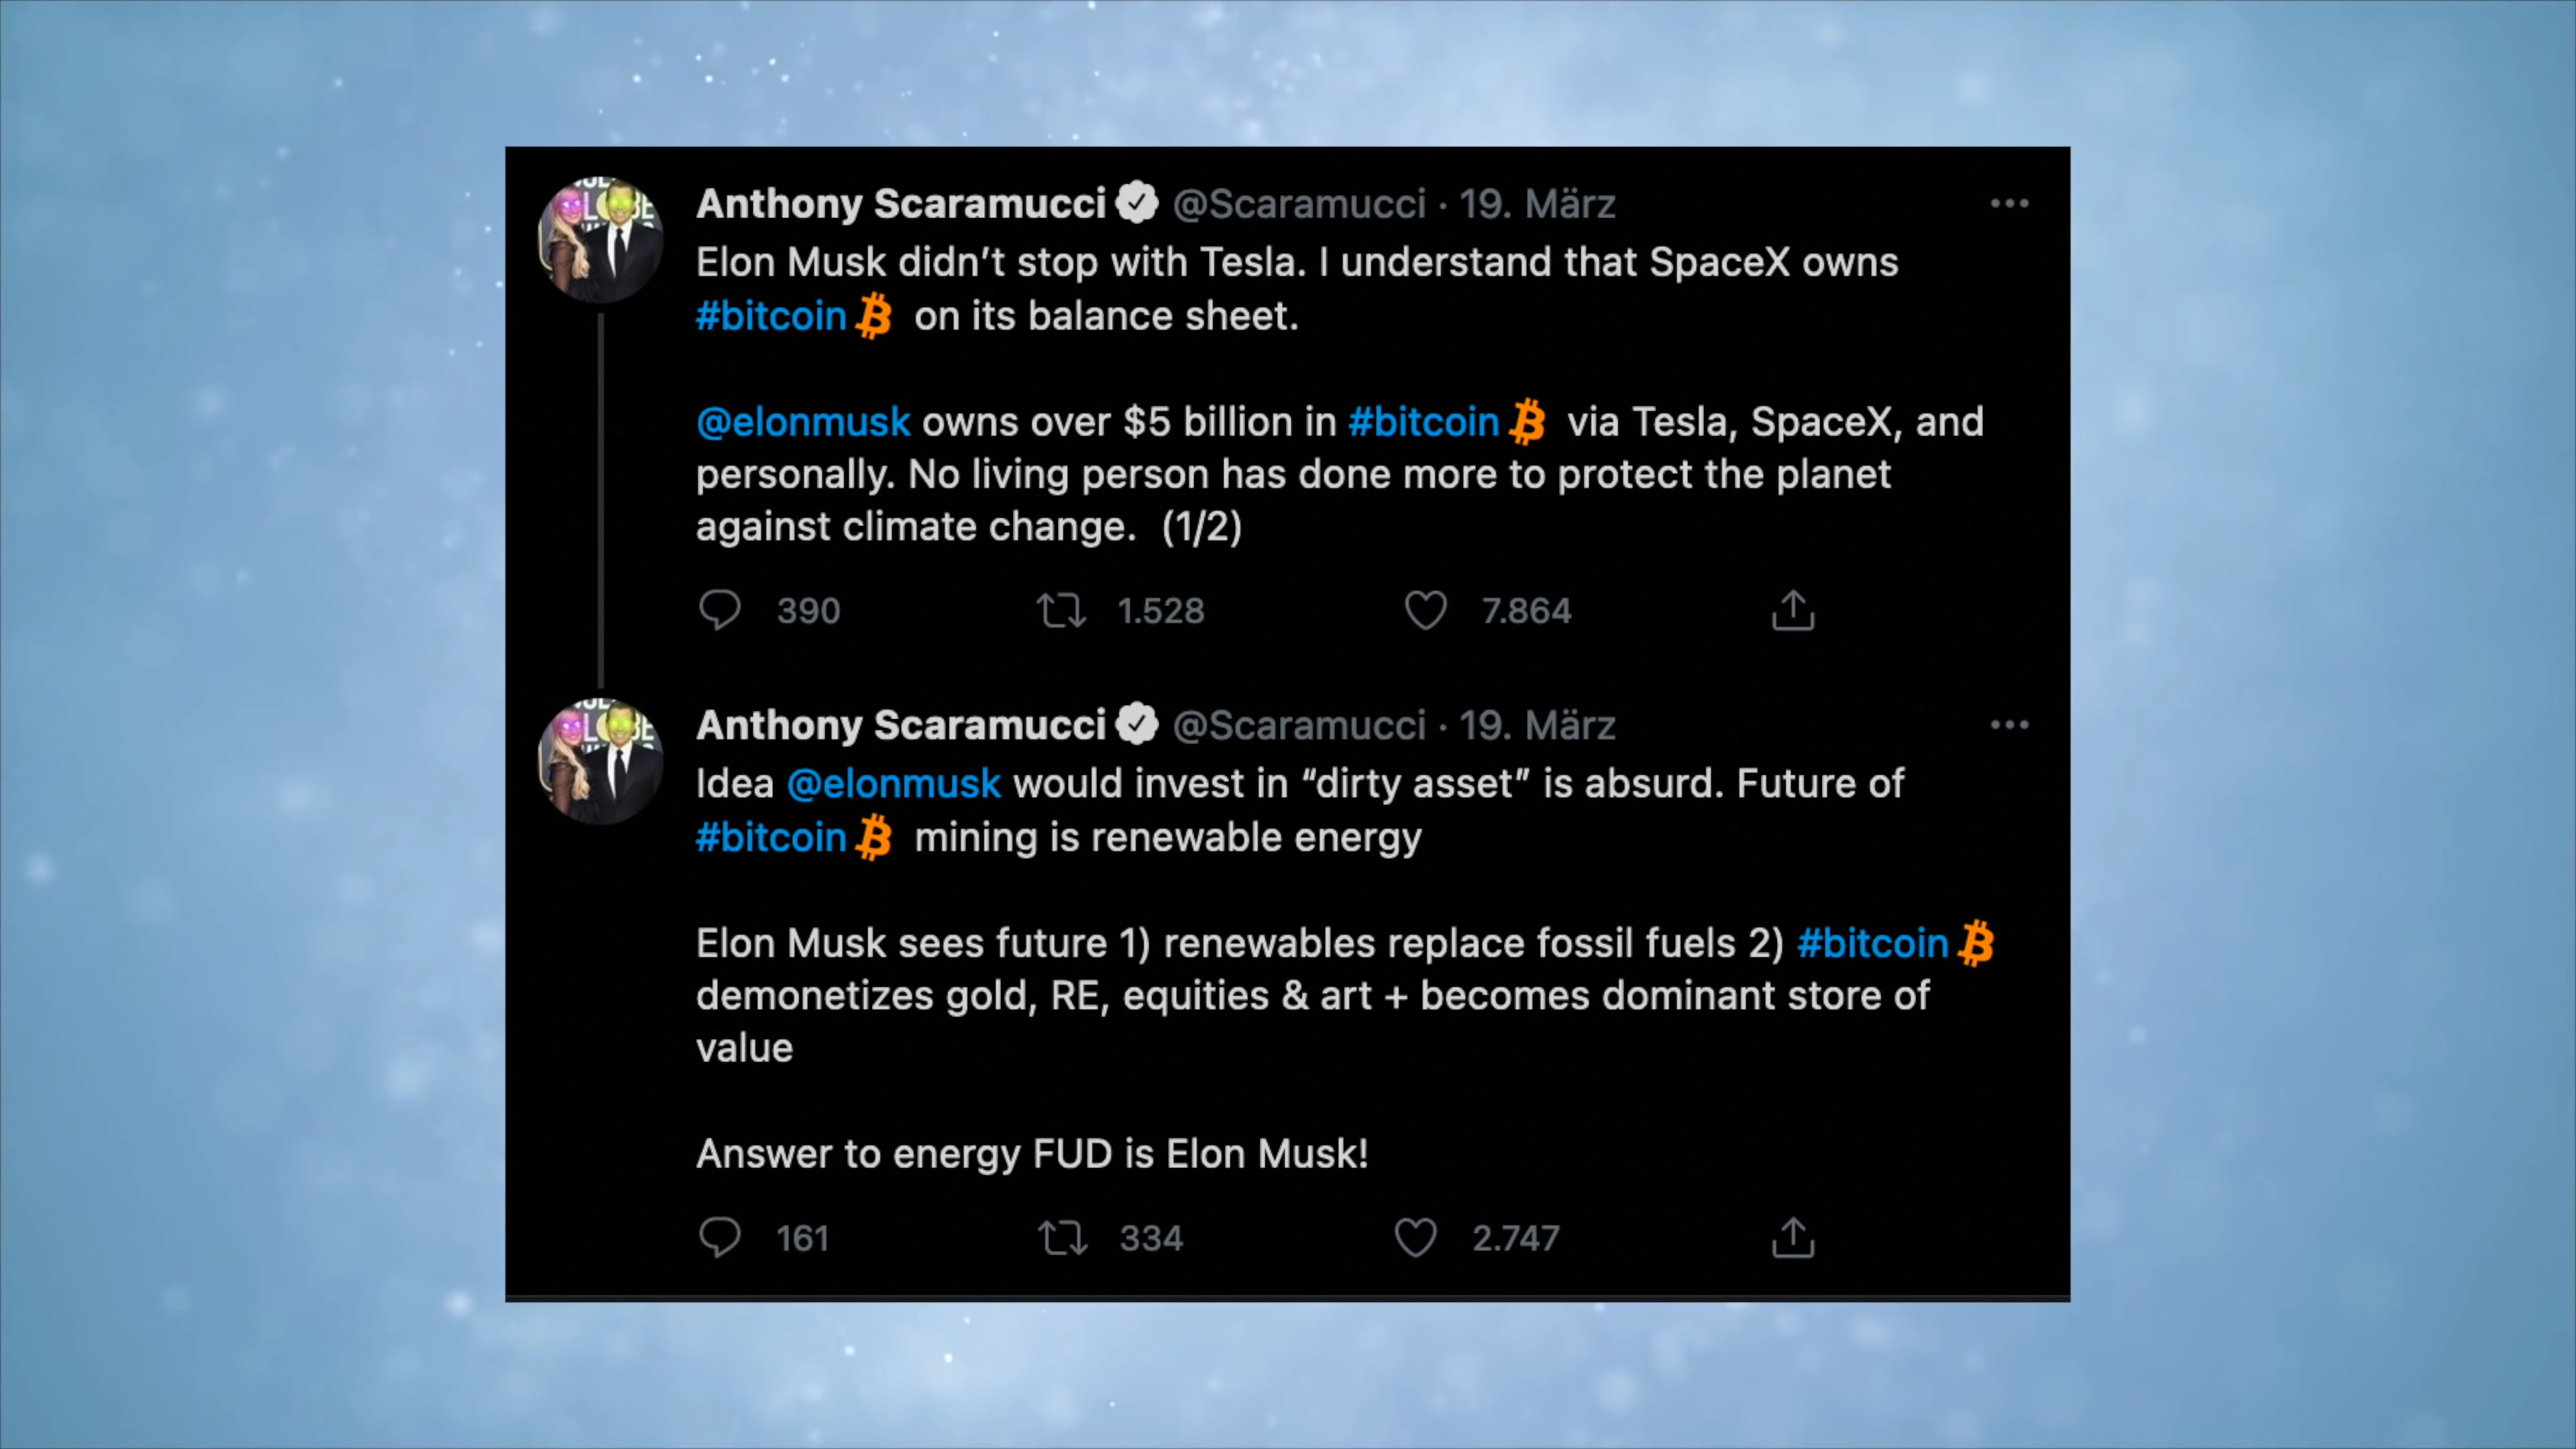 Anthony Scaramucci @Scaramucci · 19. März
Elon Musk didn’t stop with Tesla. I understand that SpaceX owns
#bitcoin on its balance sheet.
@elonmusk owns over $5 billion in #bitcoin via Tesla, SpaceX, and
personally. No living person has done more to protect the planet
against climate change. (1/2)
390 1.528 7.864
Anthony Scaramucci @Scaramucci · 19. März
Idea @elonmusk would invest in “dirty asset” is absurd. Future of
#bitcoin mining is renewable energy
Elon Musk sees future 1) renewables replace fossil fuels 2) #bitcoin
demonetizes gold, RE, equities & art + becomes dominant store of
value
Answer to energy FUD is Elon Musk!
161 334 2.747